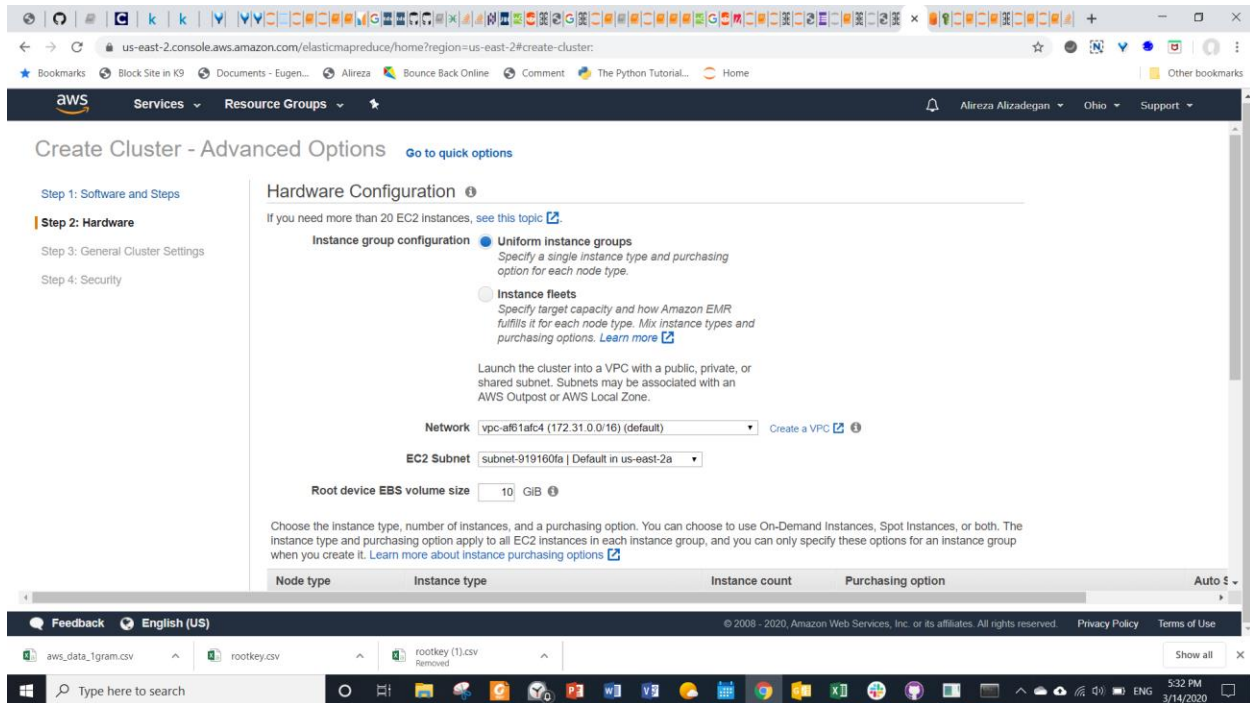 us-east-2.console.aws.amazon.com/elasticmapreduce/home?region=us-east-2#create-cluster:
Bookmarks Block Site in K9 Documents - Eugen... Alireza Bounce Back Online Comment The Python Tutorial... Home Other bookmarks
aws Services Resource Groups Alireza Alizadegan Ohio Support
Create Cluster - Advanced Options Go to quick options
Step 1: Software and Steps
Step 2: Hardware
Step 3: General Cluster Settings
Step 4: Security
Hardware Configuration
If you need more than 20 EC2 instances, see this topic.
Instance group configuration Uniform instance groups
Specify a single instance type and purchasing
option for each node type.
Instance fleets
Specify target capacity and how Amazon EMR
fulfills it for each node type. Mix instance types and
purchasing options. Learn more
Launch the cluster into a VPC with a public, private, or
shared subnet. Subnets may be associated with an
AWS Outpost or AWS Local Zone.
Network vpc-af61afc4 (172.31.0.0/16) (default) Create a VPC
EC2 Subnet subnet-919160fa | Default in us-east-2a
Root device EBS volume size 10 GiB
Choose the instance type, number of instances, and a purchasing option. You can choose to use On-Demand Instances, Spot Instances, or both. The
instance type and purchasing option apply to all EC2 instances in each instance group, and you can only specify these options for an instance group
when you create it. Learn more about instance purchasing options
Node type Instance type Instance count Purchasing option Auto S
Feedback English (US) © 2008 - 2020, Amazon Web Services, Inc. or its affiliates. All rights reserved. Privacy Policy Terms of Use
aws_data_1gram.csv rootkey.csv rootkey (1).csv Show all
Removed
Type here to search ENG 5:32 PM
3/14/2020